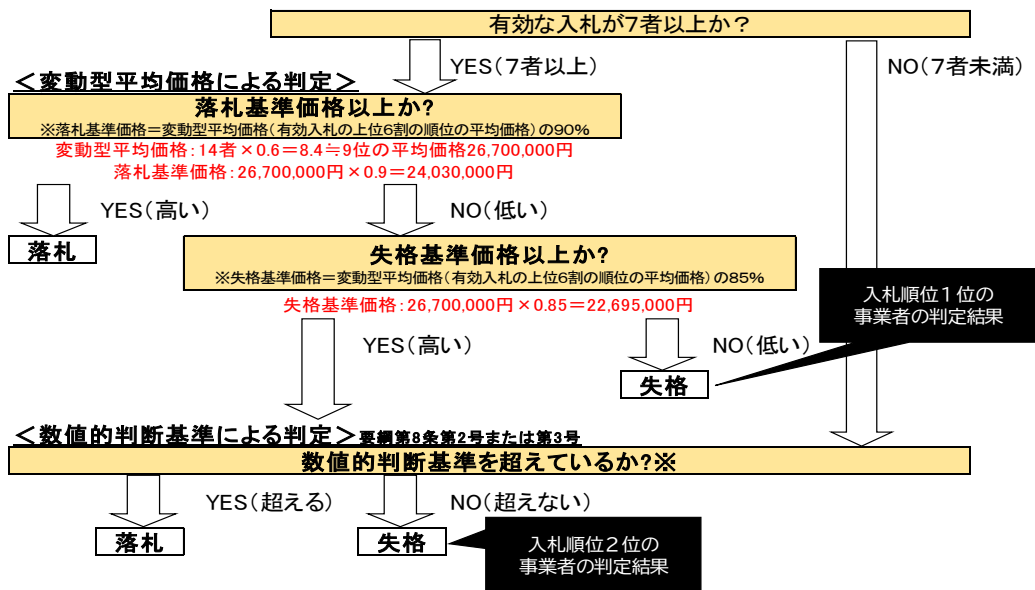 有効な入札が7者以上か?
YES(7者以上)
NO(7者未満)
<変動型平均価格による判定>
落札基準価格以上か?
※落札基準価格=変動型平均価格(有効入札の上位6割の順位の平均価格)の90%
変動型平均価格:14者×0.6=8.4≒9位の平均価格26,700,000円
落札基準価格:26,700,000円×0.9=24,030,000円
YES(高い)
NO(低い)
落札
失格基準価格以上か?
※失格基準価格=変動型平均価格(有効入札の上位6割の順位の平均価格)の85%
失格基準価格:26,700,000円×0.85=22,695,000円
入札順位1位の
事業者の判定結果
YES(高い)
NO(低い)
失格
<数値的判断基準による判定>要綱第8条第2号または第3号
数値的判断基準を超えているか?※
YES(超える)
NO(超えない)
落札
失格
入札順位2位の
事業者の判定結果